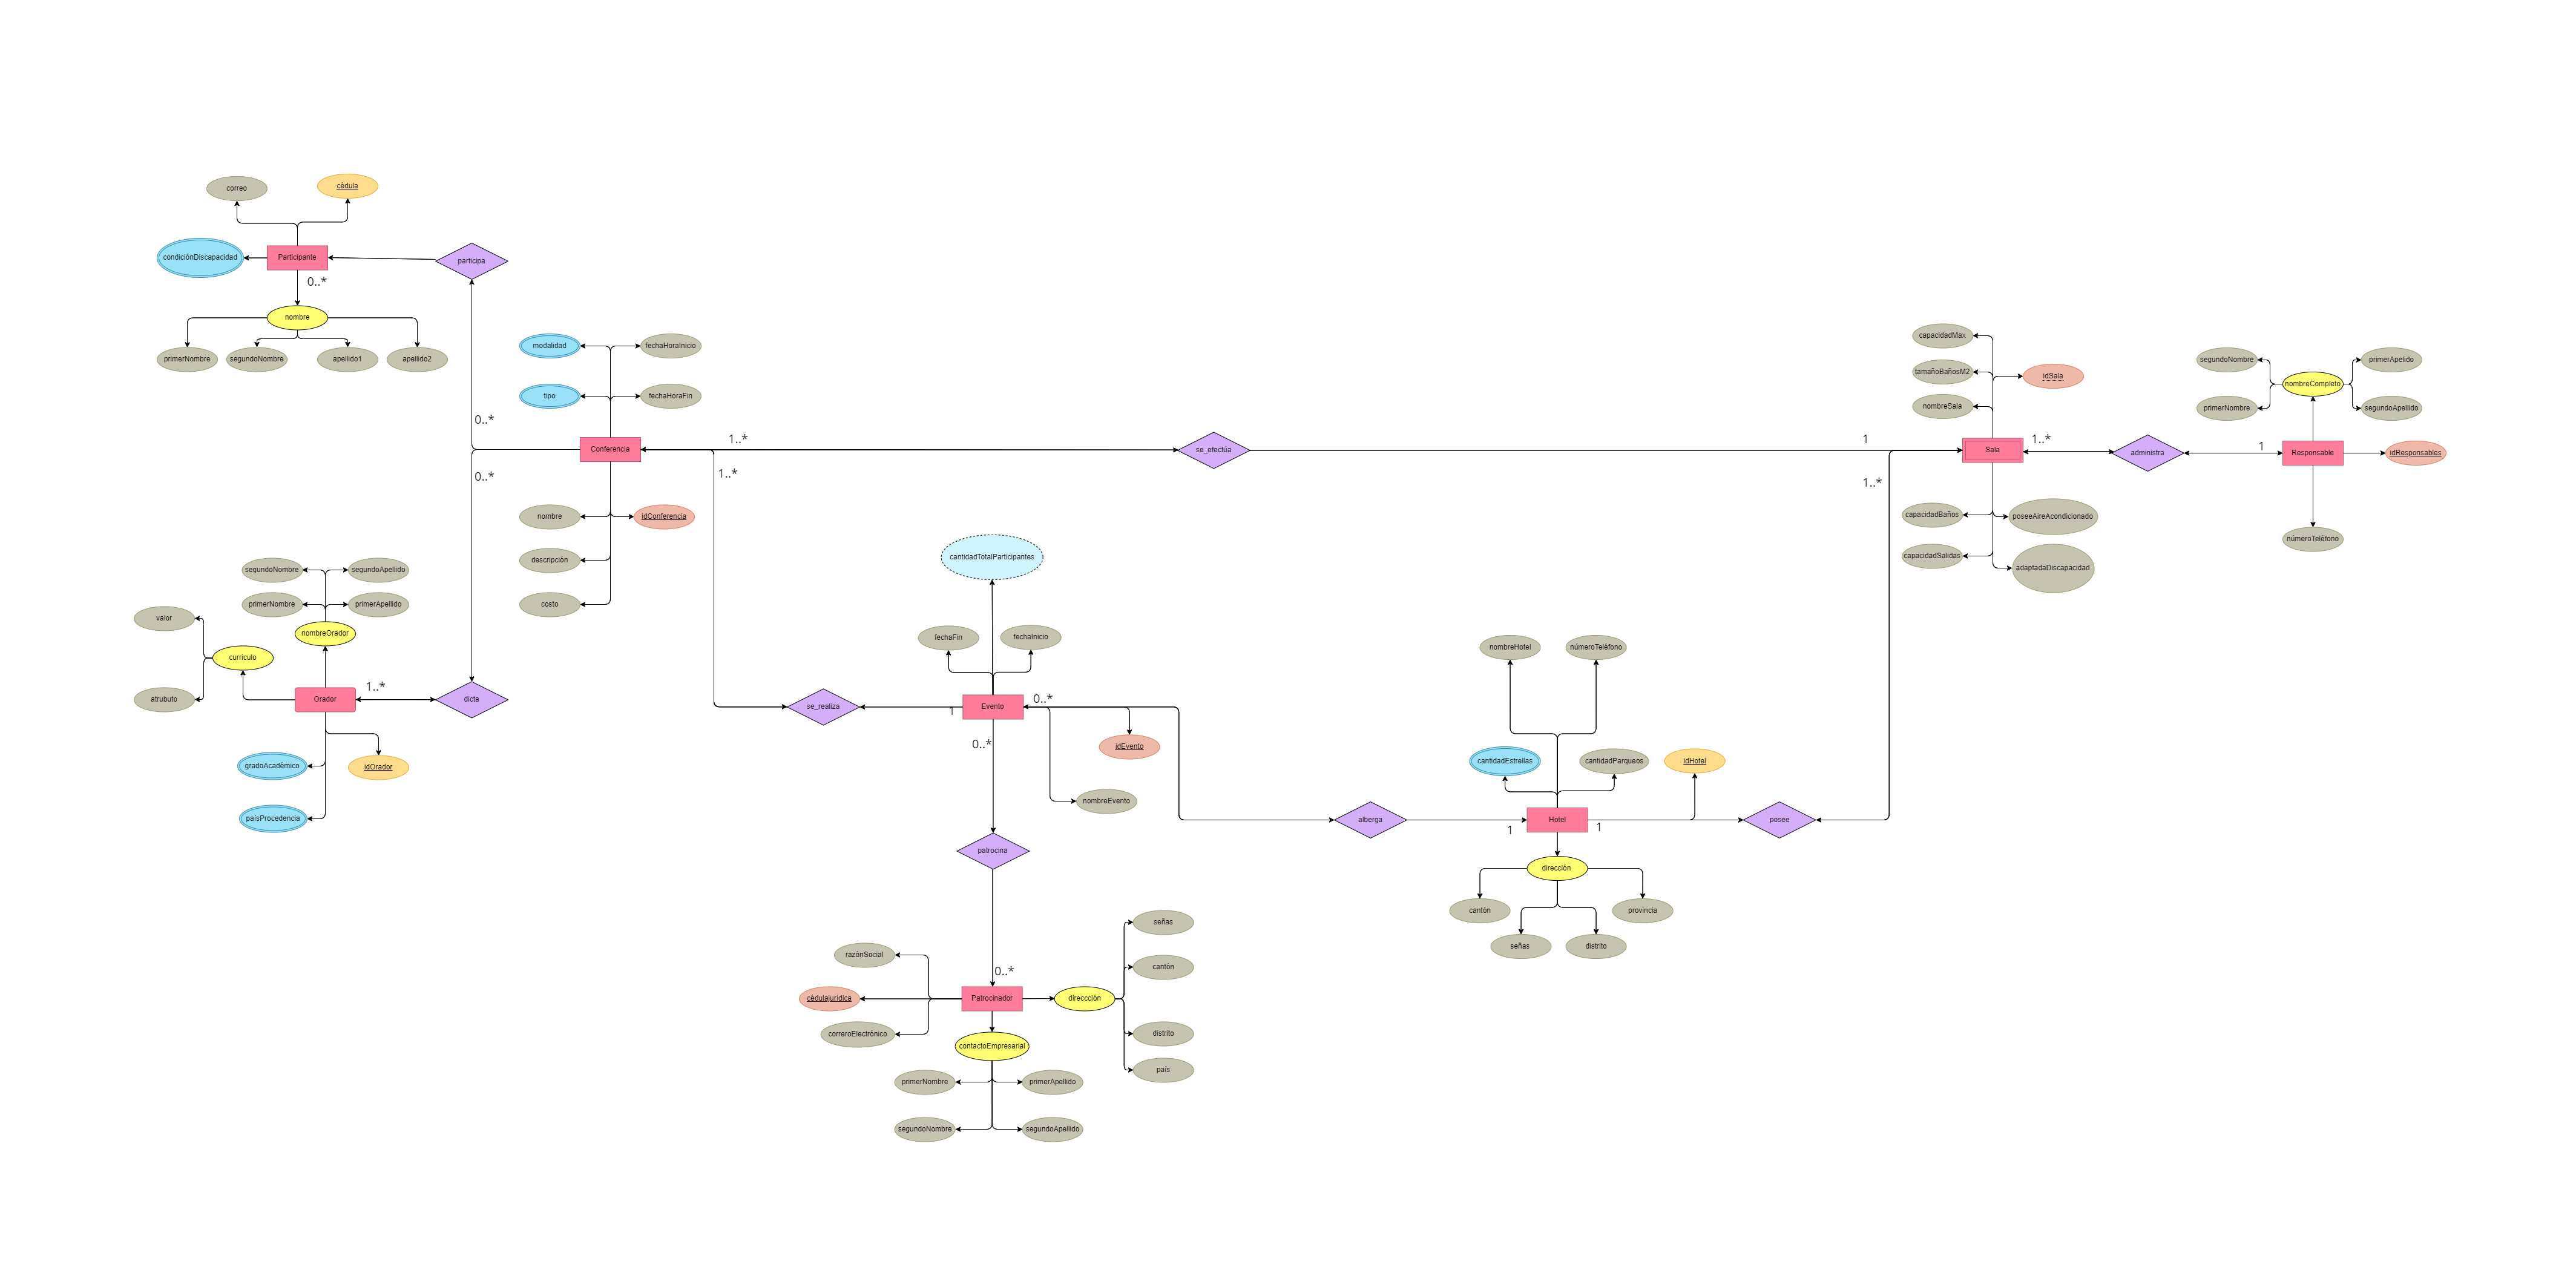 correo
cédula
condiciónDiscapacidad
Participante
participa
0..*
nombre
primerNombre
segundoNombre
apellido1
apellido2
modalidad
fechaHoraInicio
tipo
fechaHoraFin
0..*
Conferencia
1..*
1..*
0..*
se_efectúa
1
nombre
idConferencia
descripción
costo
capacidadMax
tamañoBañosM2
idSala
nombreSala
Sala
1..*
1..*
administra
1
Responsable
idResponsables
segundoNombre
primerApelido
nombreCompleto
primerNombre
segundoApellido
númeroTeléfono
capacidadBaños
poseeAireAcondicionado
capacidadSalidas
adaptadaDiscapacidad
segundoNombre
segundoApellido
primerNombre
primerApellido
valor
nombreOrador
curriculo
atrubuto
Orador
1..*
dicta
gradoAcadémico
idOrador
paísProcedencia
cantidadTotalParticipantes
fechaFin
fechaInicio
se_realiza
1
Evento
0..*
0..*
idEvento
nombreEvento
patrocina
nombreHotel
númeroTeléfono
cantidadEstrellas
cantidadParqueos
idHotel
alberga
1
Hotel
1
posee
dirección
cantón
provincia
señas
distrito
0..*
razónSocial
cédulajurídica
Patrocinador
direccción
correroElectrónico
señas
cantón
distrito
país
contactoEmpresarial
primerNombre
primerApellido
segundoNombre
segundoApellido